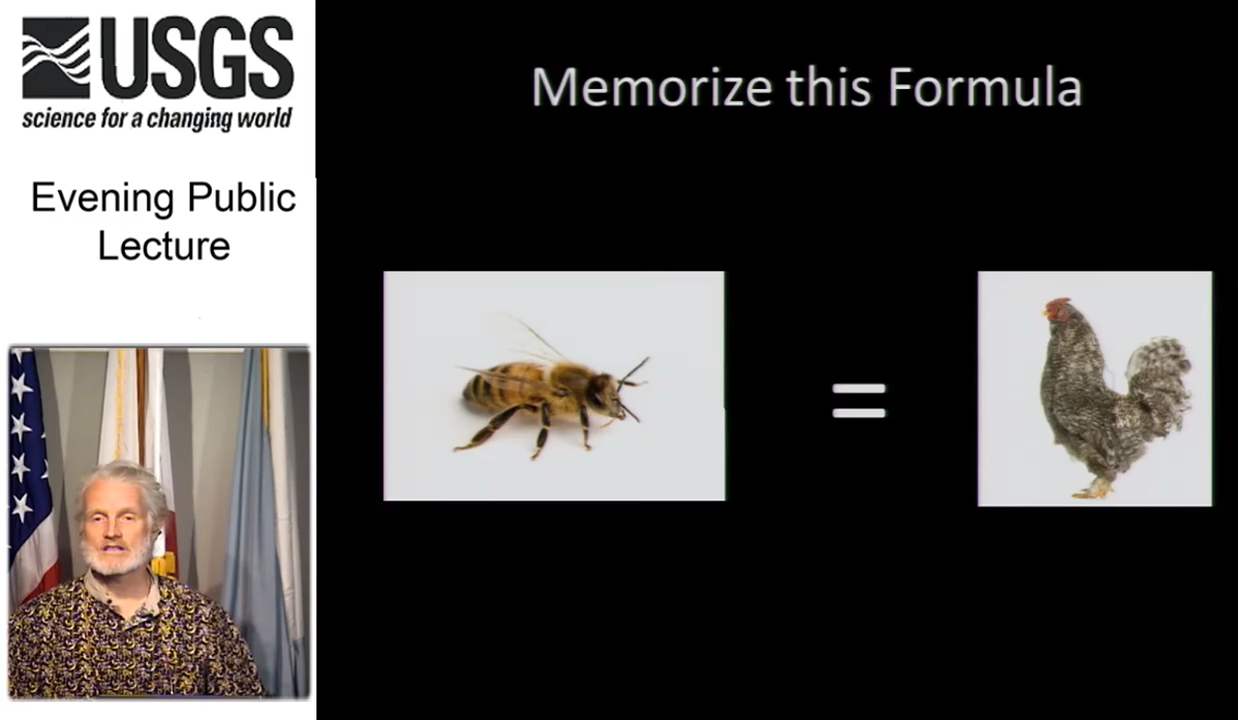 USGS
science for a changing world
Evening Public
Lecture
Memorize this Formula
=